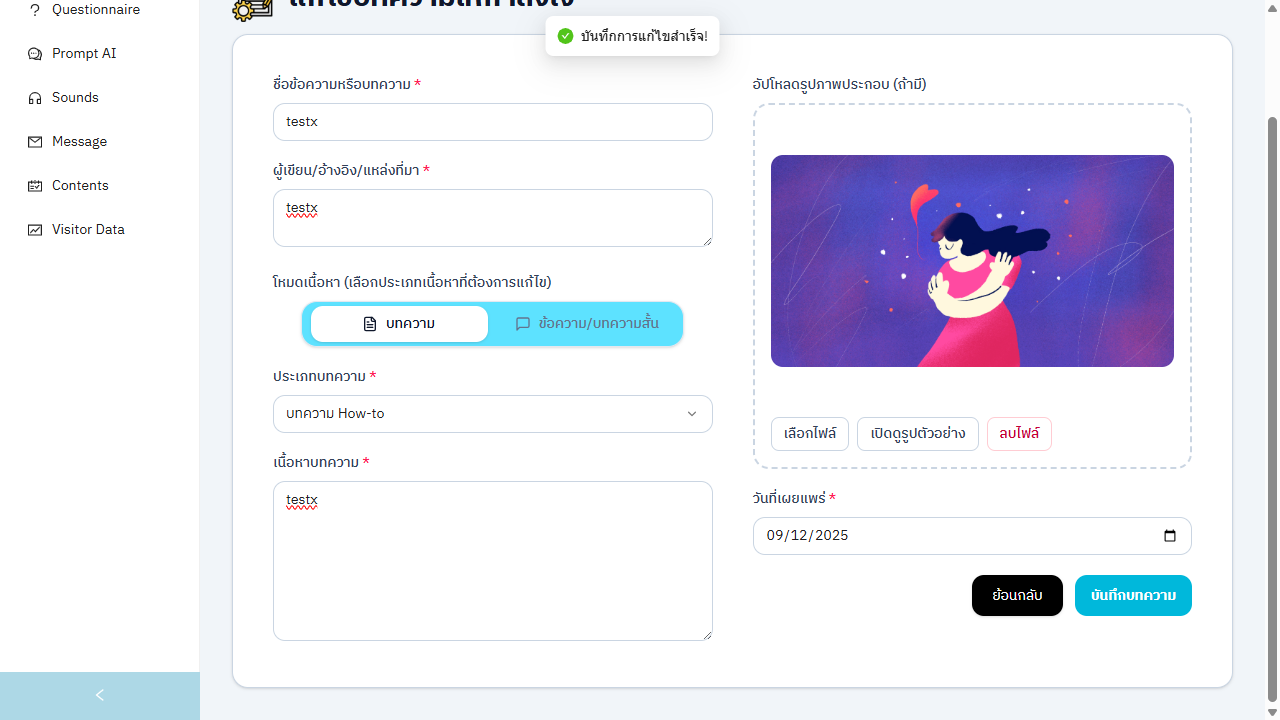 Questionnaire
Prompt AI
Sounds
Message
Contents
Visitor Data
บันทึกการแก้ไขสำเร็จ!
ชื่อข้อความหรือบทความ *
testx
ผู้เขียน/อ้างอิง/แหล่งที่มา *
testx
โหมดเนื้อหา (เลือกประเภทเนื้อหาที่ต้องการแก้ไข)
บทความ
ข้อความ/บทความสั้น
ประเภทบทความ *
บทความ How-to
เนื้อหาบทความ *
testx
อัปโหลดรูปภาพประกอบ (ถ้ามี)
เลือกไฟล์
เปิดดูรูปตัวอย่าง
ลบไฟล์
วันที่เผยแพร่ *
09/12/2025
ย้อนกลับ
บันทึกบทความ